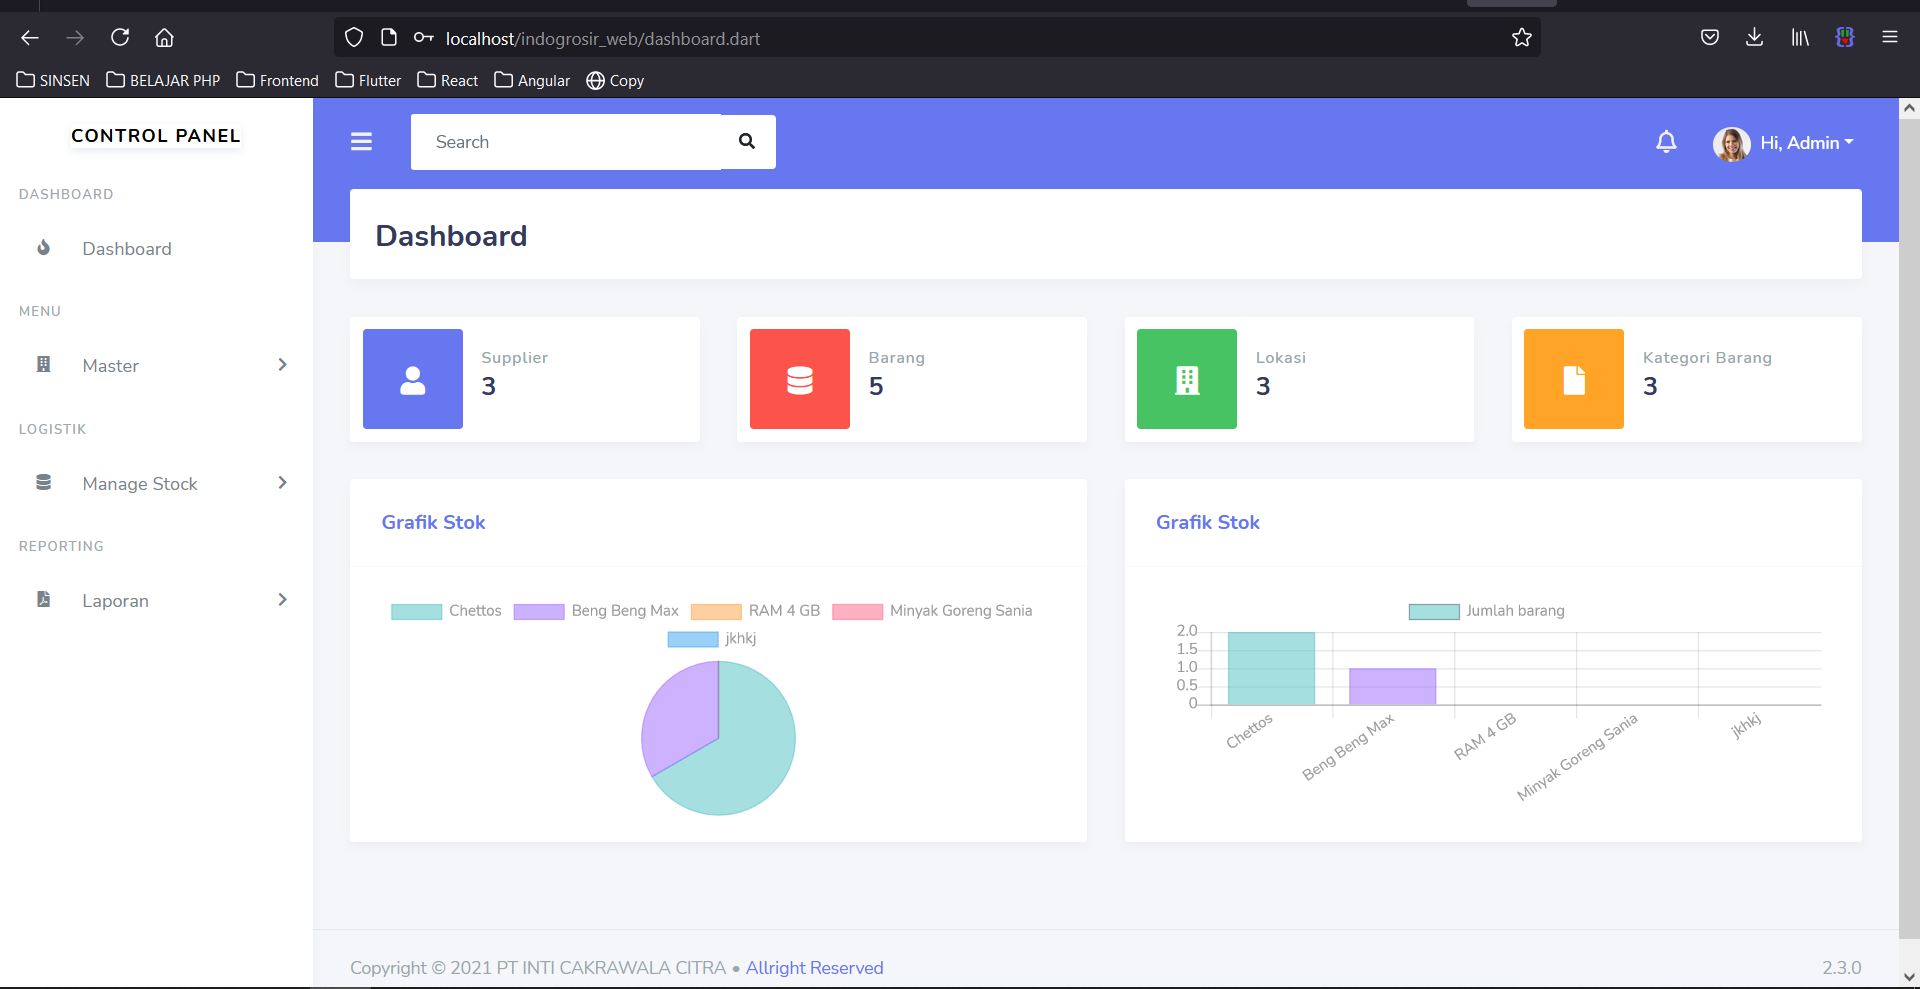 localhost/indogrosir_web/dashboard.dart
SINSEN BELAJAR PHP Frontend Flutter React Angular Copy
CONTROL PANEL
DASHBOARD
Dashboard
MENU
Master
LOGISTIK
Manage Stock
REPORTING
Laporan
Search
Hi, Admin
Dashboard
Supplier
3
Barang
5
Lokasi
3
Kategori Barang
3
Grafik Stok
Chettos Beng Beng Max RAM 4 GB Minyak Goreng Sania
jkhkj
Grafik Stok
Jumlah barang
2.0
1.5
1.0
0.5
0
Chettos Beng Beng Max RAM 4 GB Minyak Goreng Sania jkhkj
Copyright © 2021 PT INTI CAKRAWALA CITRA • Allright Reserved
2.3.0